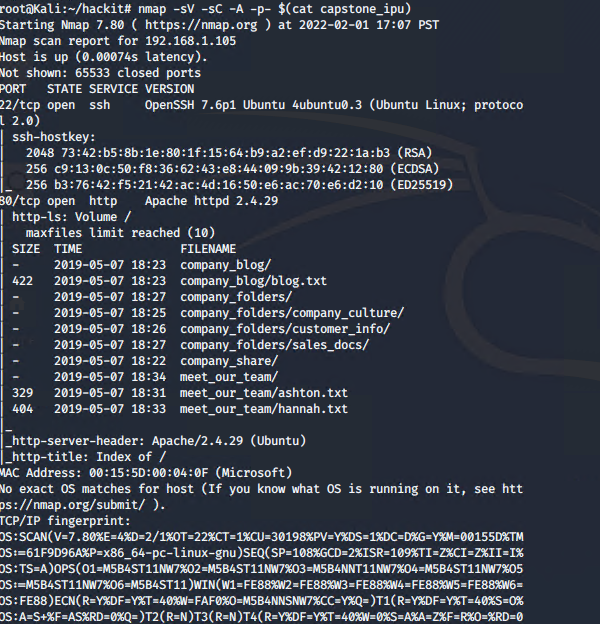 root@Kali:~/hackit# nmap -sV -sC -A -p- $(cat capstone_ipu)
Starting Nmap 7.80 ( https://nmap.org ) at 2022-02-01 17:07 PST
Nmap scan report for 192.168.1.105
Host is up (0.00074s latency).
Not shown: 65533 closed ports
PORT   STATE SERVICE VERSION
22/tcp open  ssh     OpenSSH 7.6p1 Ubuntu 4ubuntu0.3 (Ubuntu Linux; protoco
l 2.0)
| ssh-hostkey:
|   2048 73:42:b5:8b:1e:80:1f:15:64:b9:a2:ef:d9:22:1a:b3 (RSA)
|   256 c9:13:0c:50:f8:36:62:43:e8:44:09:9b:39:42:12:80 (ECDSA)
|_  256 b3:76:42:f5:21:42:ac:4d:16:50:e6:ac:70:e6:d2:10 (ED25519)
80/tcp open  http    Apache httpd 2.4.29
| http-ls: Volume /
|   maxfiles limit reached (10)
| SIZE  TIME              FILENAME
| -     2019-05-07 18:23  company_blog/
| 422   2019-05-07 18:23  company_blog/blog.txt
| -     2019-05-07 18:27  company_folders/
| -     2019-05-07 18:25  company_folders/company_culture/
| -     2019-05-07 18:26  company_folders/customer_info/
| -     2019-05-07 18:27  company_folders/sales_docs/
| -     2019-05-07 18:22  company_share/
| -     2019-05-07 18:34  meet_our_team/
| 329   2019-05-07 18:31  meet_our_team/ashton.txt
| 404   2019-05-07 18:33  meet_our_team/hannah.txt
|_
|_http-server-header: Apache/2.4.29 (Ubuntu)
|_http-title: Index of /
MAC Address: 00:15:5D:00:04:0F (Microsoft)
No exact OS matches for host (If you know what OS is running on it, see htt
ps://nmap.org/submit/ ).
TCP/IP fingerprint:
OS:SCAN(V=7.80%E=4%D=2/1%OT=22%CT=1%CU=30198%PV=Y%DS=1%DC=D%G=Y%M=00155D%TM
OS:=61F9D96A%P=x86_64-pc-linux-gnu)SEQ(SP=108%GCD=2%ISR=109%TI=Z%CI=Z%II=I%
OS:TS=A)OPS(O1=M5B4ST11NW7%O2=M5B4ST11NW7%O3=M5B4NNT11NW7%O4=M5B4ST11NW7%O5
OS:=M5B4ST11NW7%O6=M5B4ST11)WIN(W1=FE88%W2=FE88%W3=FE88%W4=FE88%W5=FE88%W6=
OS:FE88)ECN(R=Y%DF=Y%T=40%W=FAF0%O=M5B4NNSNW7%CC=Y%Q=)T1(R=Y%DF=Y%T=40%S=O%
OS:A=S+%F=AS%RD=0%Q=)T2(R=N)T3(R=N)T4(R=Y%DF=Y%T=40%W=0%S=A%A=Z%F=R%O=%RD=0